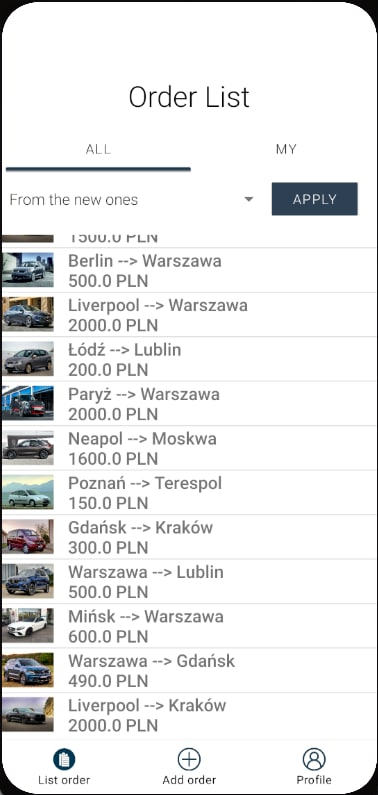 Order List
ALL
MY
From the new ones
APPLY
1500.0 PLN
Berlin --> Warszawa
500.0 PLN
Liverpool --> Warszawa
2000.0 PLN
Łódź --> Lublin
200.0 PLN
Paryż --> Warszawa
2000.0 PLN
Neapol --> Moskwa
1600.0 PLN
Poznań --> Terespol
150.0 PLN
Gdańsk --> Kraków
300.0 PLN
Warszawa --> Lublin
500.0 PLN
Mińsk --> Warszawa
600.0 PLN
Warszawa --> Gdańsk
490.0 PLN
Liverpool --> Kraków
2000.0 PLN
List order
Add order
Profile